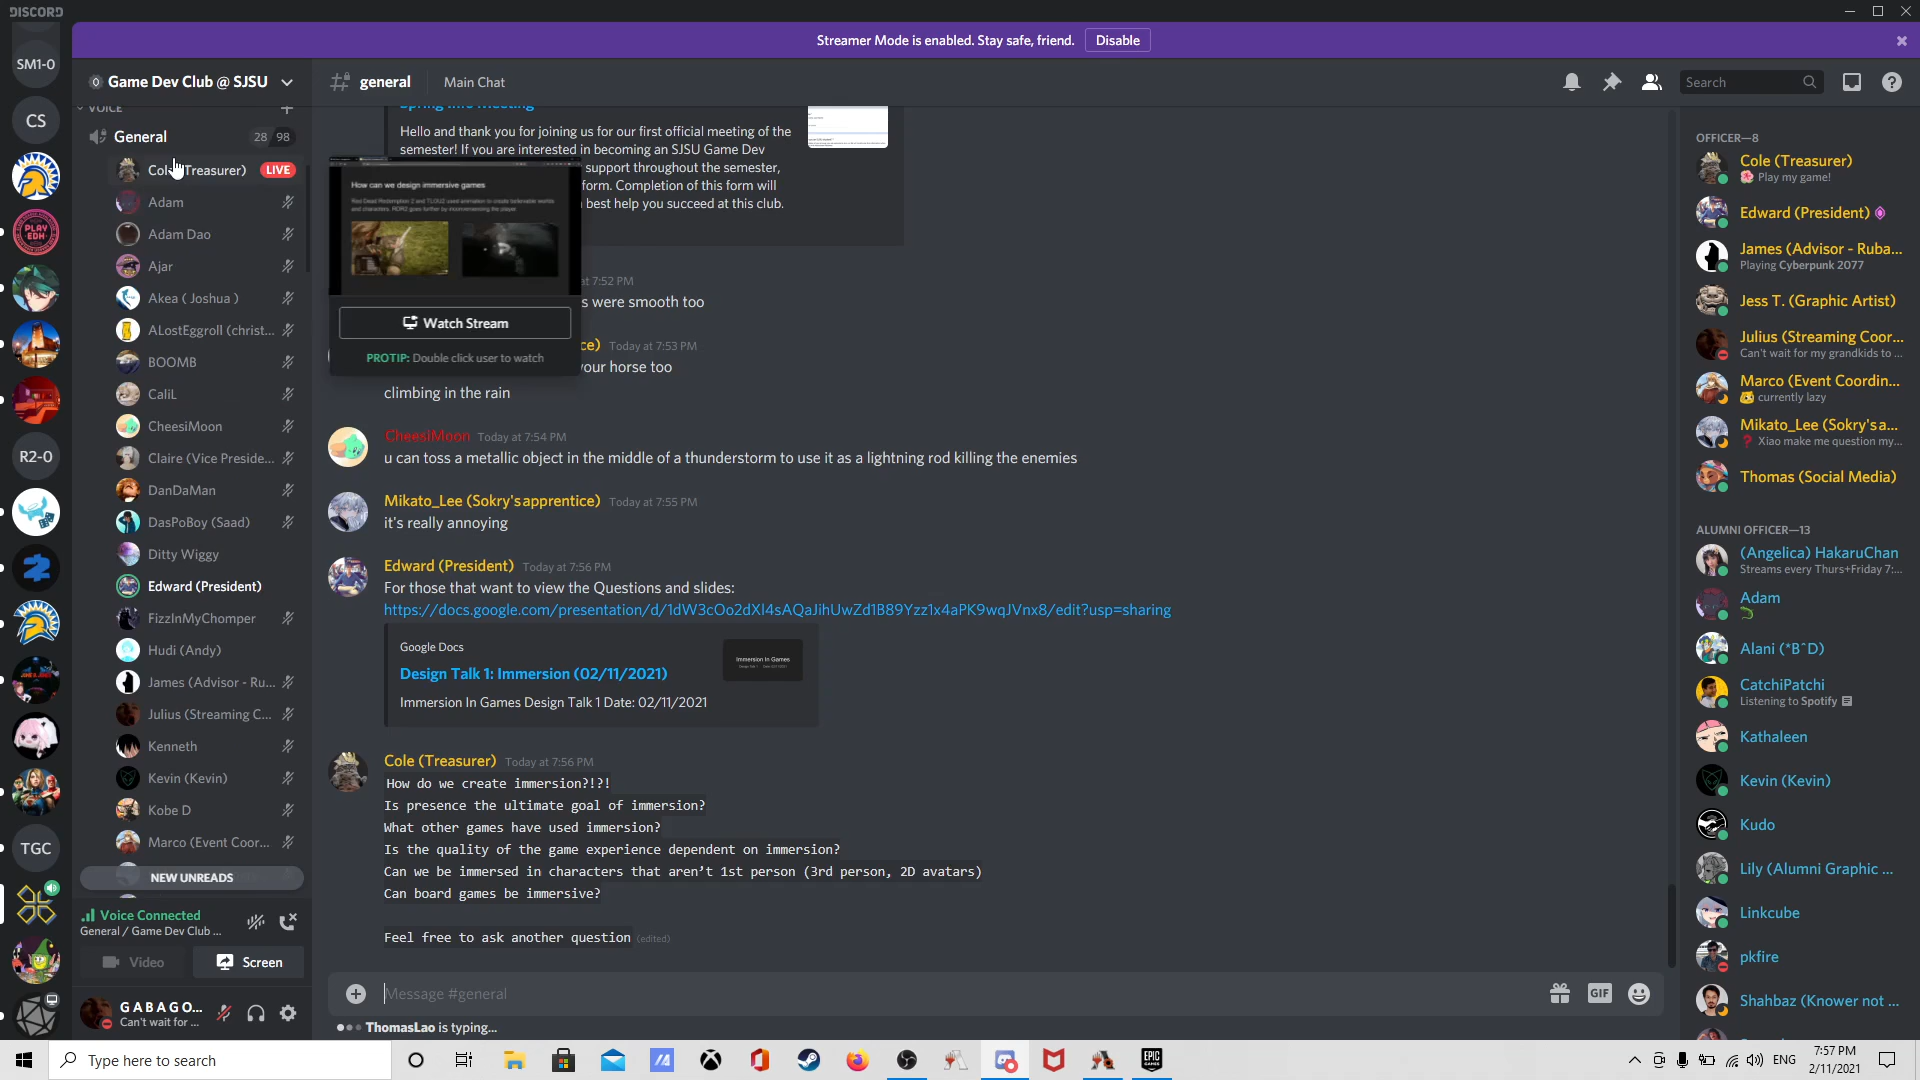 DISCORD
Streamer Mode is enabled. Stay safe, friend.
Disable
SM1-0
CS
R2-0
TGC
Game Dev Club @ SJSU
VOICE
General
28 98
LIVE
Adam
Adam Dao
Ajar
Akea ( Joshua )
ALostEggroll (christ...
BOOMB
CaliL
CheesiMoon
Claire (Vice Preside...
DanDaMan
DasPoBoy (Saad)
Ditty Wiggy
Edward (President)
FizzInMyChomper
Hudi (Andy)
James (Advisor - Ru...
Julius (Streaming C...
Kenneth
Kevin (Kevin)
Kobe D
Marco (Event Coor...
NEW UNREADS
Voice Connected
General / Game Dev Club ...
Video
Screen
G A B A G O...
Can't wait for ...
general
Main Chat
Search
Spring Info Meeting
Hello and thank you for joining us for our first official meeting of the
semester! If you are interested in becoming an SJSU Game Dev
support throughout the semester,
form. Completion of this form will
best help you succeed at this club.
How can we design immersive games
Watch Stream
PROTIP: Double click user to watch
at 7:52 PM
s were smooth too
ce) Today at 7:53 PM
your horse too
climbing in the rain
CheesiMoon Today at 7:54 PM
u can toss a metallic object in the middle of a thunderstorm to use it as a lightning rod killing the enemies
Mikato_Lee (Sokry's apprentice) Today at 7:55 PM
it's really annoying
Edward (President) Today at 7:56 PM
For those that want to view the Questions and slides:
https://docs.google.com/presentation/d/1dW3cOo2dXI4sAQaJihUwZd1B89Yzz1x4aPK9wqJVnx8/edit?usp=sharing
Google Docs
Design Talk 1: Immersion (02/11/2021)
Immersion In Games Design Talk 1 Date: 02/11/2021
Immersion In Games
Cole (Treasurer) Today at 7:56 PM
How do we create immersion?!?!
Is presence the ultimate goal of immersion?
What other games have used immersion?
Is the quality of the game experience dependent on immersion?
Can we be immersed in characters that aren't 1st person (3rd person, 2D avatars)
Can board games be immersive?
Feel free to ask another question (edited)
Message #general
GIF
ThomasLao is typing...
OFFICER—8
Cole (Treasurer)
Play my game!
Edward (President)
James (Advisor - Ruba...
Playing Cyberpunk 2077
Jess T. (Graphic Artist)
Julius (Streaming Coor...
Can't wait for my grandkids to ...
Marco (Event Coordin...
currently lazy
Mikato_Lee (Sokry's a...
Xiao make me question my...
Thomas (Social Media)
ALUMNI OFFICER—13
(Angelica) HakaruChan
Streams every Thurs+Friday 7:...
Adam
Alani (*B^D)
CatchiPatchi
Listening to Spotify
Kathaleen
Kevin (Kevin)
Kudo
Lily (Alumni Graphic ...
Linkcube
pkfire
Shahbaz (Knower not ...
Type here to search
EPIC
GAMES
ENG
7:57 PM
2/11/2021